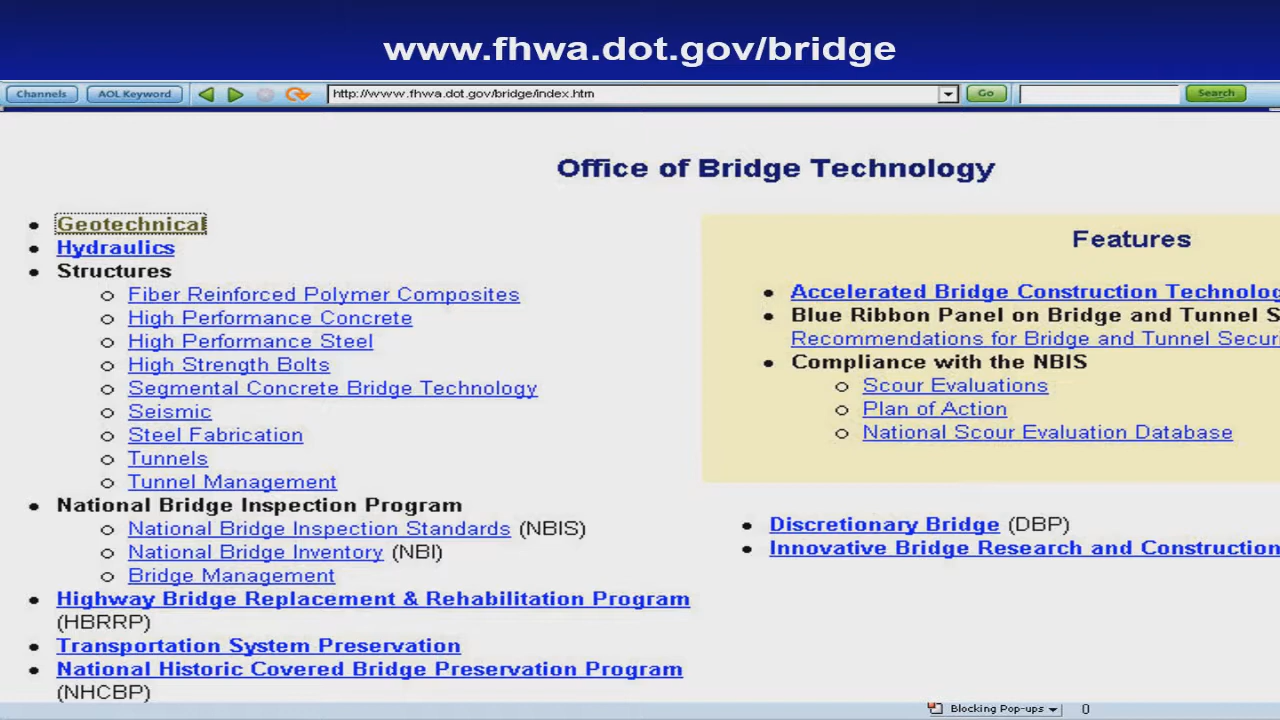 www.fhwa.dot.gov/bridge
Channels AOL Keyword http://www.fhwa.dot.gov/bridge/index.htm Go Search
Office of Bridge Technology
Geotechnical
Hydraulics
Structures
Fiber Reinforced Polymer Composites
High Performance Concrete
High Performance Steel
High Strength Bolts
Segmental Concrete Bridge Technology
Seismic
Steel Fabrication
Tunnels
Tunnel Management
National Bridge Inspection Program
National Bridge Inspection Standards (NBIS)
National Bridge Inventory (NBI)
Bridge Management
Highway Bridge Replacement & Rehabilitation Program
(HBRRP)
Transportation System Preservation
National Historic Covered Bridge Preservation Program
(NHCBP)
Features
Accelerated Bridge Construction
Blue Ribbon Panel on Bridge and Tunnel
Recommendations for Bridge and Tunnel
Compliance with the NBIS
Scour Evaluations
Plan of Action
National Scour Evaluation Database
Discretionary Bridge (DBP)
Innovative Bridge Research and Construction
Blocking Pop-ups 0